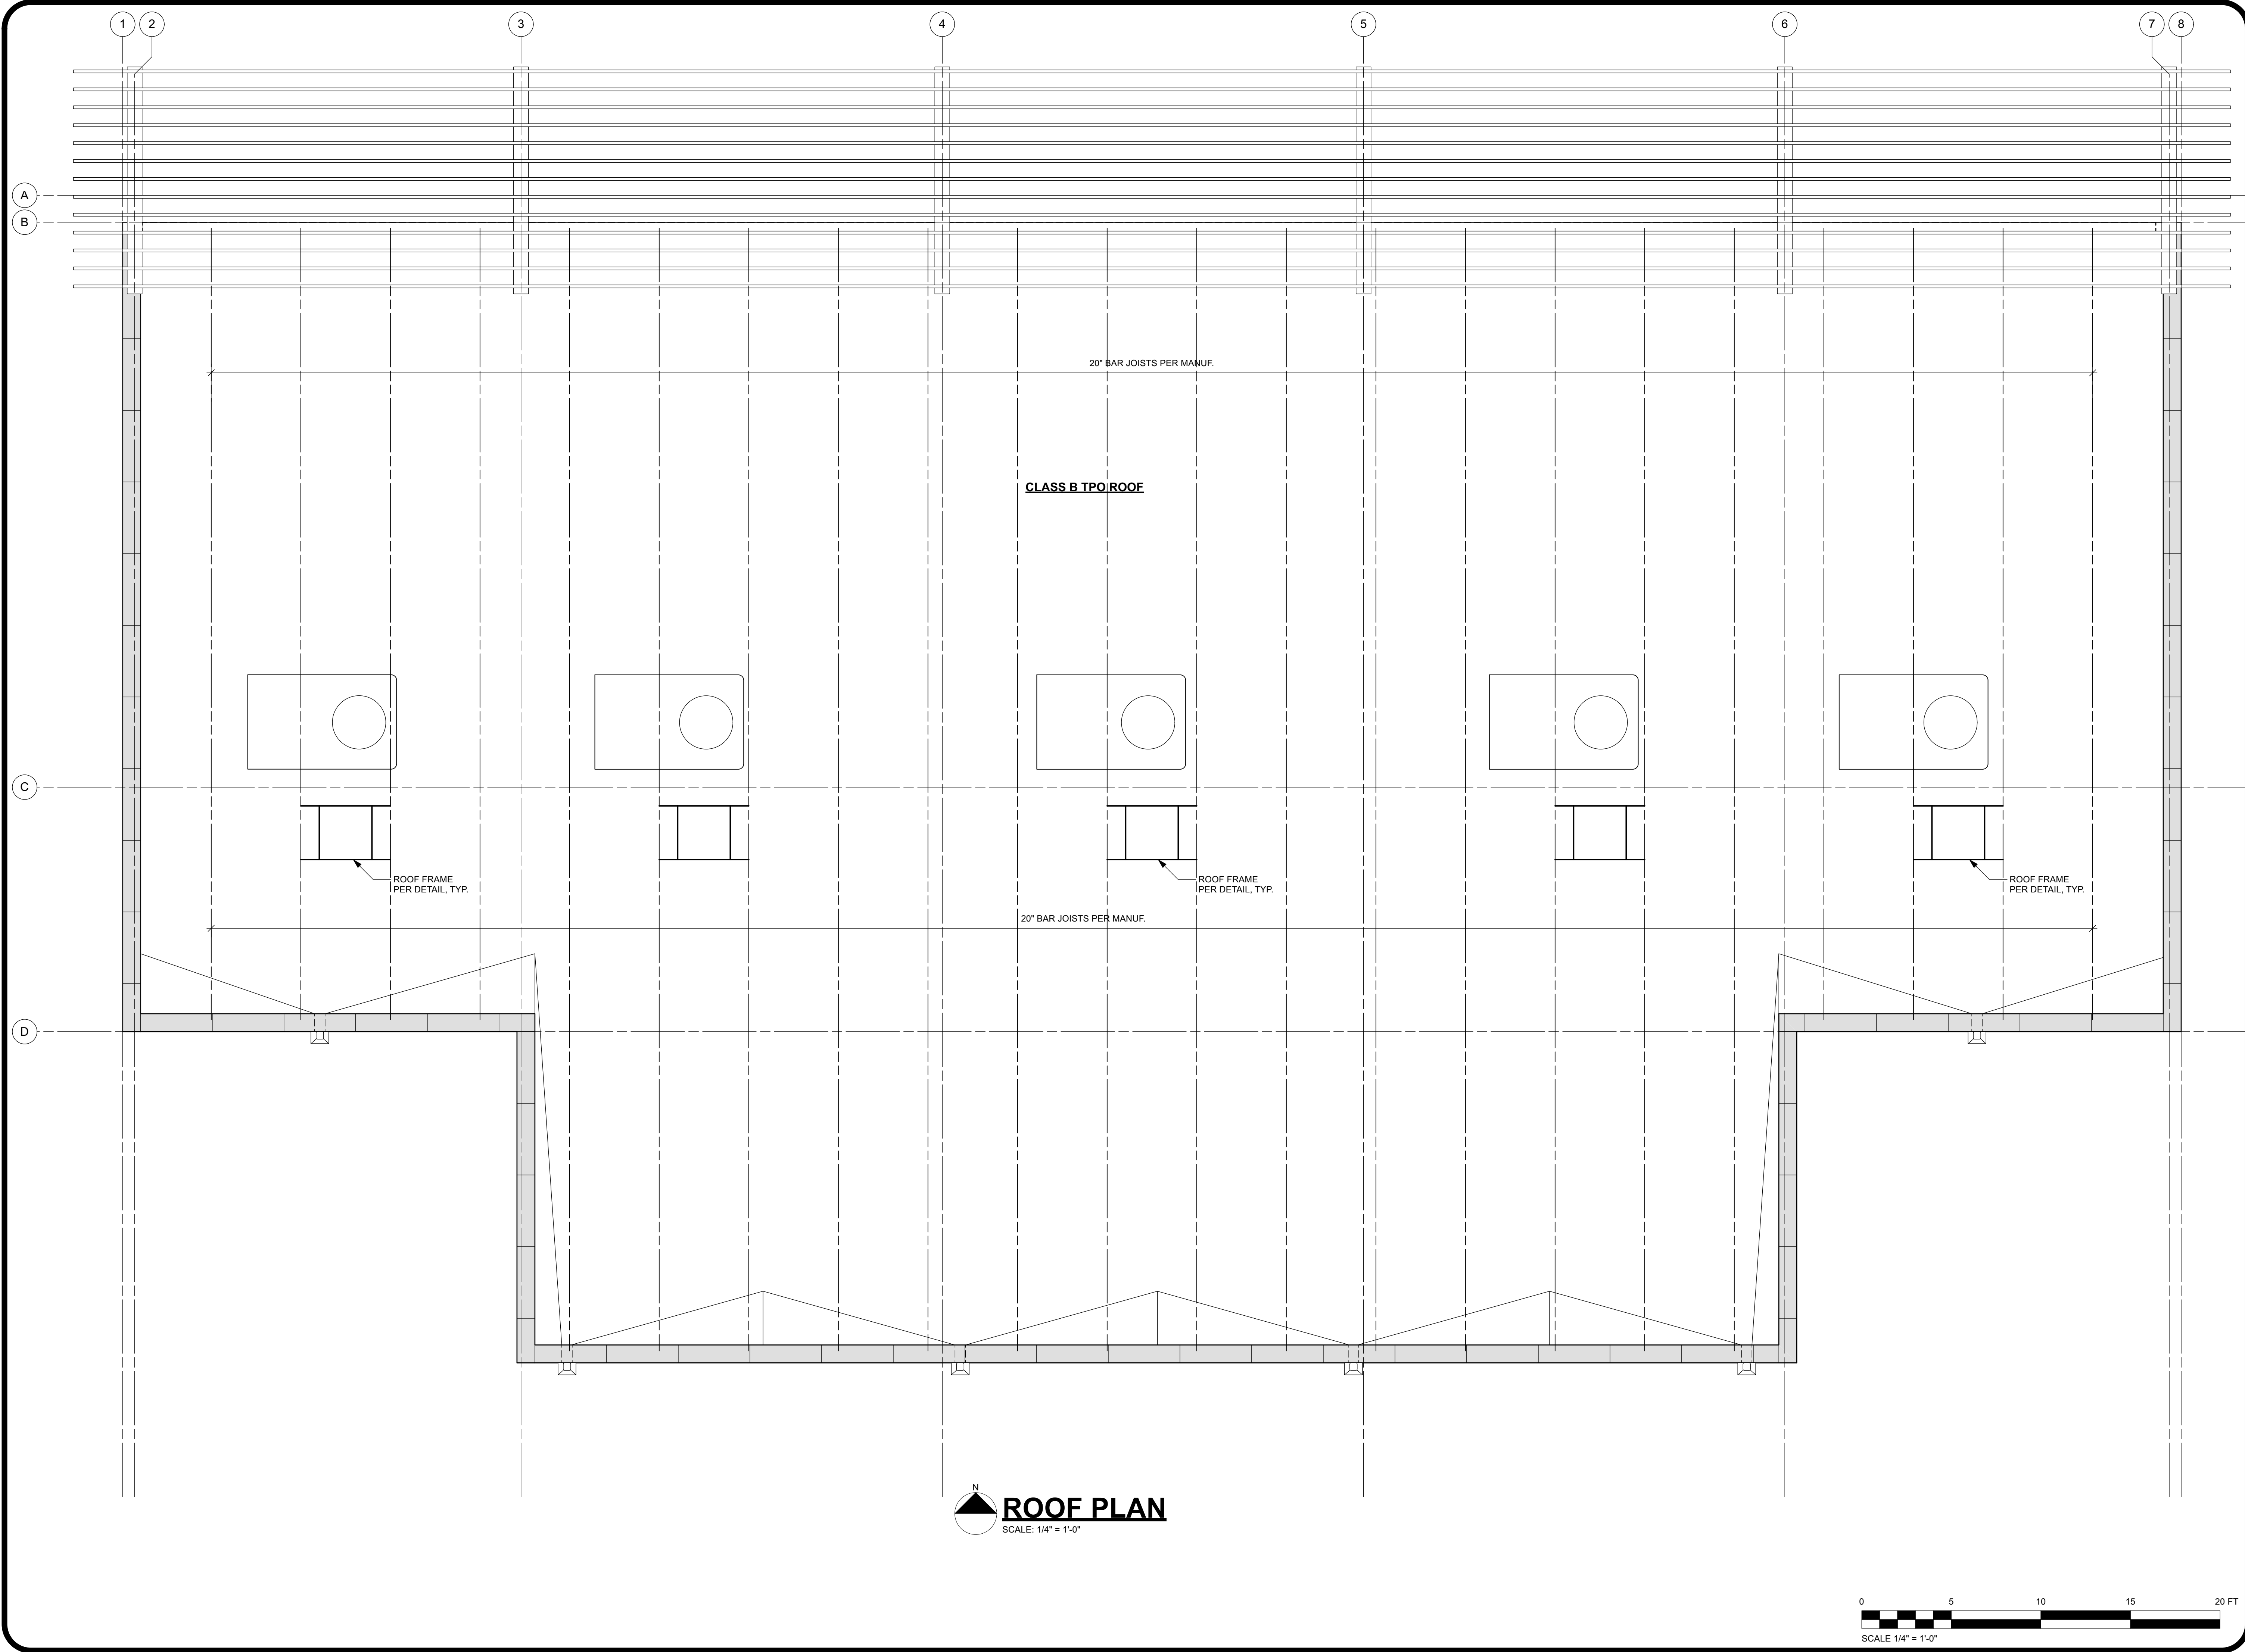 1 2 3 4 5 6 7 8
A
B
20" BAR JOISTS PER MANUF.
CLASS B TPO ROOF
C
ROOF FRAME
PER DETAIL, TYP.
ROOF FRAME
PER DETAIL, TYP.
ROOF FRAME
PER DETAIL, TYP.
20" BAR JOISTS PER MANUF.
D
N
ROOF PLAN
SCALE: 1/4" = 1'-0"
0 5 10 15 20 FT
SCALE 1/4" = 1'-0"